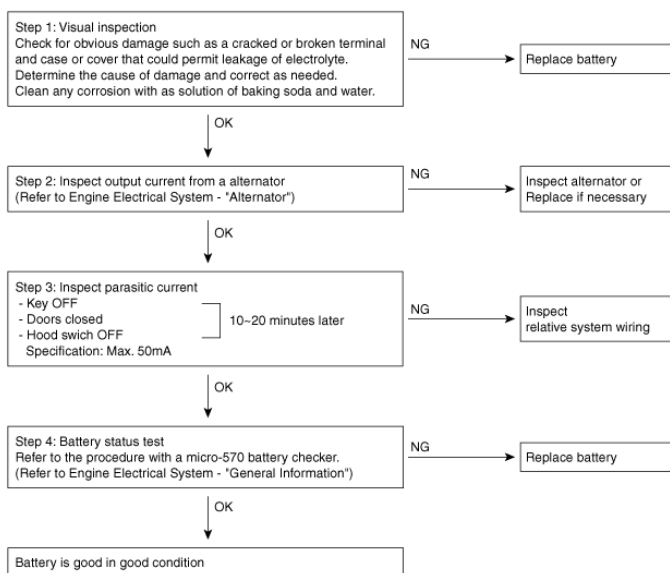 Step 1: Visual inspection
Check for obvious damage such as a cracked or broken terminal
and case or cover that could permit leakage of electrolyte.
Determine the cause of damage and correct as needed.
Clean any corrosion with as solution of baking soda and water.
NG
Replace battery
OK
Step 2: Inspect output current from a alternator
(Refer to Engine Electrical System - "Alternator")
NG
Inspect alternator or
Replace if necessary
OK
Step 3: Inspect parasitic current
- Key OFF
- Doors closed
- Hood swich OFF
Specification: Max. 50mA
10~20 minutes later
NG
Inspect
relative system wiring
OK
Step 4: Battery status test
Refer to the procedure with a micro-570 battery checker.
(Refer to Engine Electrical System - "General Information")
NG
Replace battery
OK
Battery is good in good condition